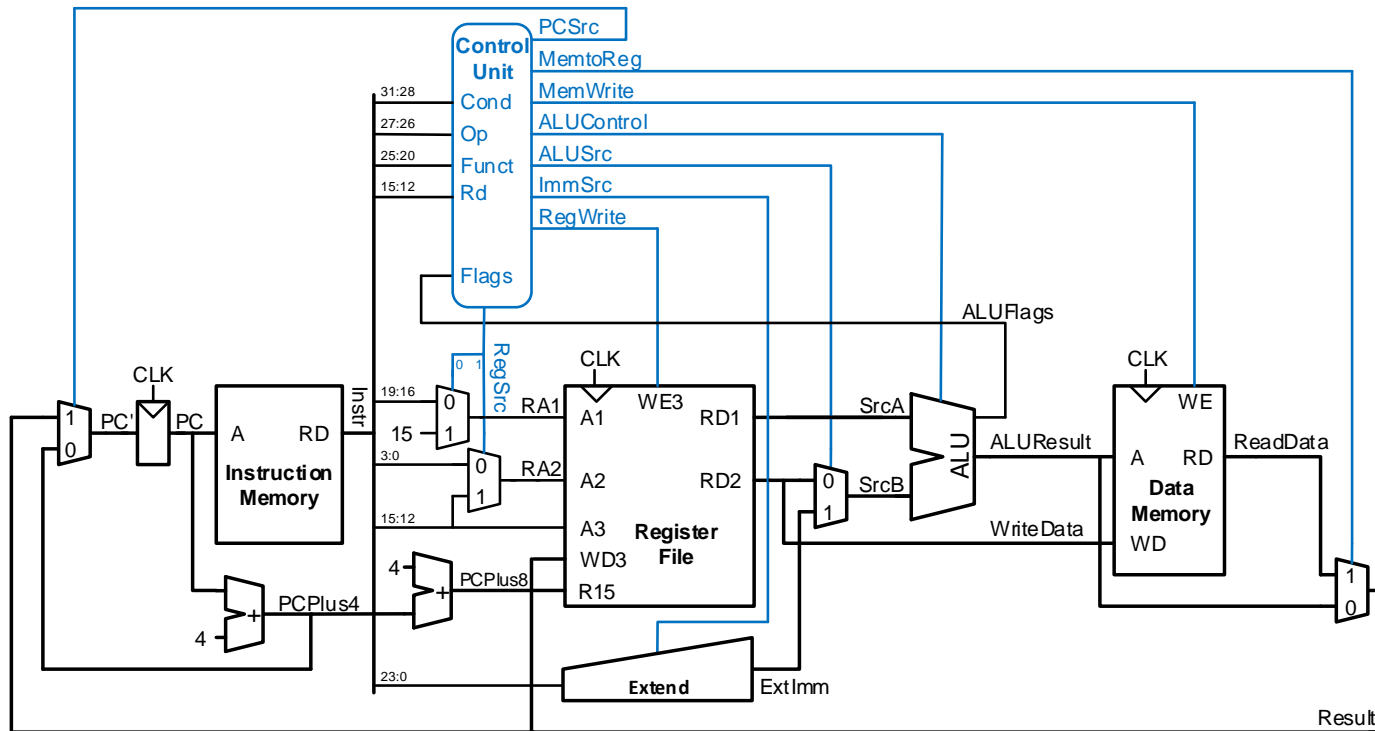 PCSrc
Control
Unit
MemtoReg
MemWrite
ALUControl
ALUSrc
ImmSrc
RegWrite
31:28
Cond
27:26
Op
25:20
Funct
15:12
Rd
Flags
ALUFlags
RegSrc
0 1
CLK
PC'
PC
1
0
A
RD
Instruction
Memory
Instr
19:16
0
1
15
RA1
3:0
0
1
RA2
15:12
CLK
WE3
A1
RD1
A2
RD2
A3
WD3
R15
Register
File
SrcA
0
1
SrcB
ALU
ALUResult
WriteData
CLK
WE
A
RD
Data
Memory
WD
ReadData
1
0
4
+
PCPlus4
4
+
PCPlus8
23:0
Extend
ExtImm
Result